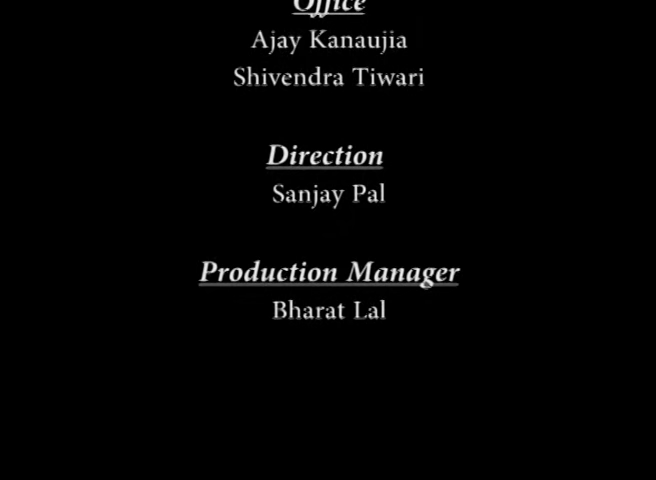 Office
Ajay Kanaujia
Shivendra Tiwari
Direction
Sanjay Pal
Production Manager
Bharat Lal